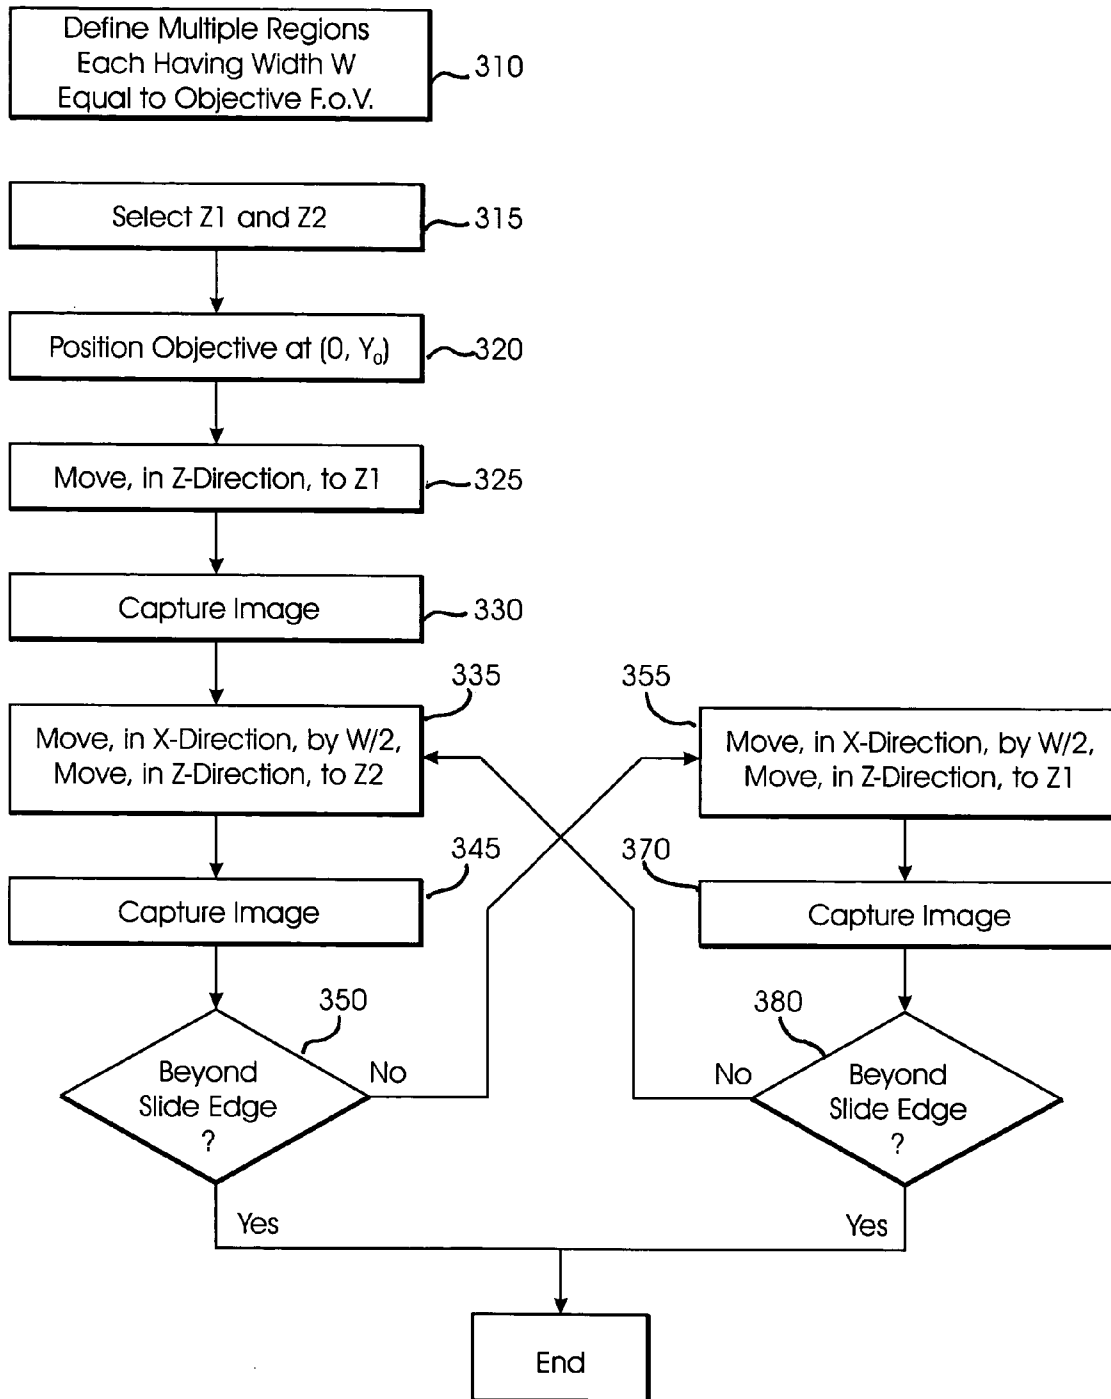 Define Multiple Regions
Each Having Width W
Equal to Objective F.o.V.
310
Select Z1 and Z2
315
Position Objective at (0, Y₀)
320
Move, in Z-Direction, to Z1
325
Capture Image
330
335
Move, in X-Direction, by W/2,
Move, in Z-Direction, to Z2
355
Move, in X-Direction, by W/2,
Move, in Z-Direction, to Z1
345
Capture Image
370
Capture Image
350
Beyond
Slide Edge
?
No
Yes
380
Beyond
Slide Edge
?
No
Yes
End